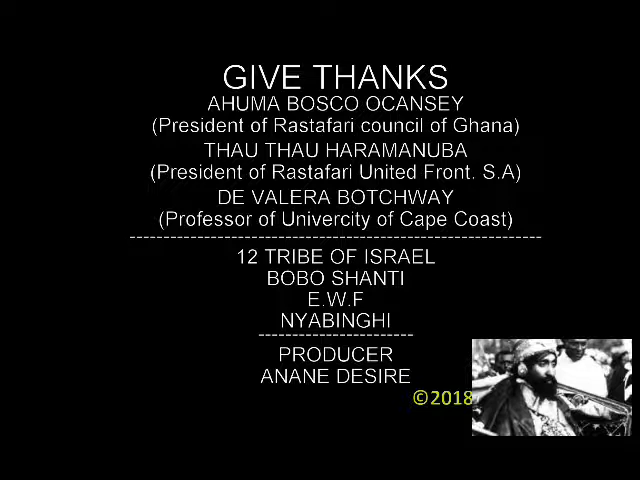 GIVE THANKS
AHUMA BOSCO OCANSEY
(President of Rastafari council of Ghana)
THAU THAU HARAMANUBA
(President of Rastafari United Front. S.A)
DE VALERA BOTCHWAY
(Professor of Univercity of Cape Coast)
------------------------------------------------------------
12 TRIBE OF ISRAEL
BOBO SHANTI
E.W.F
NYABINGHI
-----------------------
PRODUCER
ANANE DESIRE
©2018